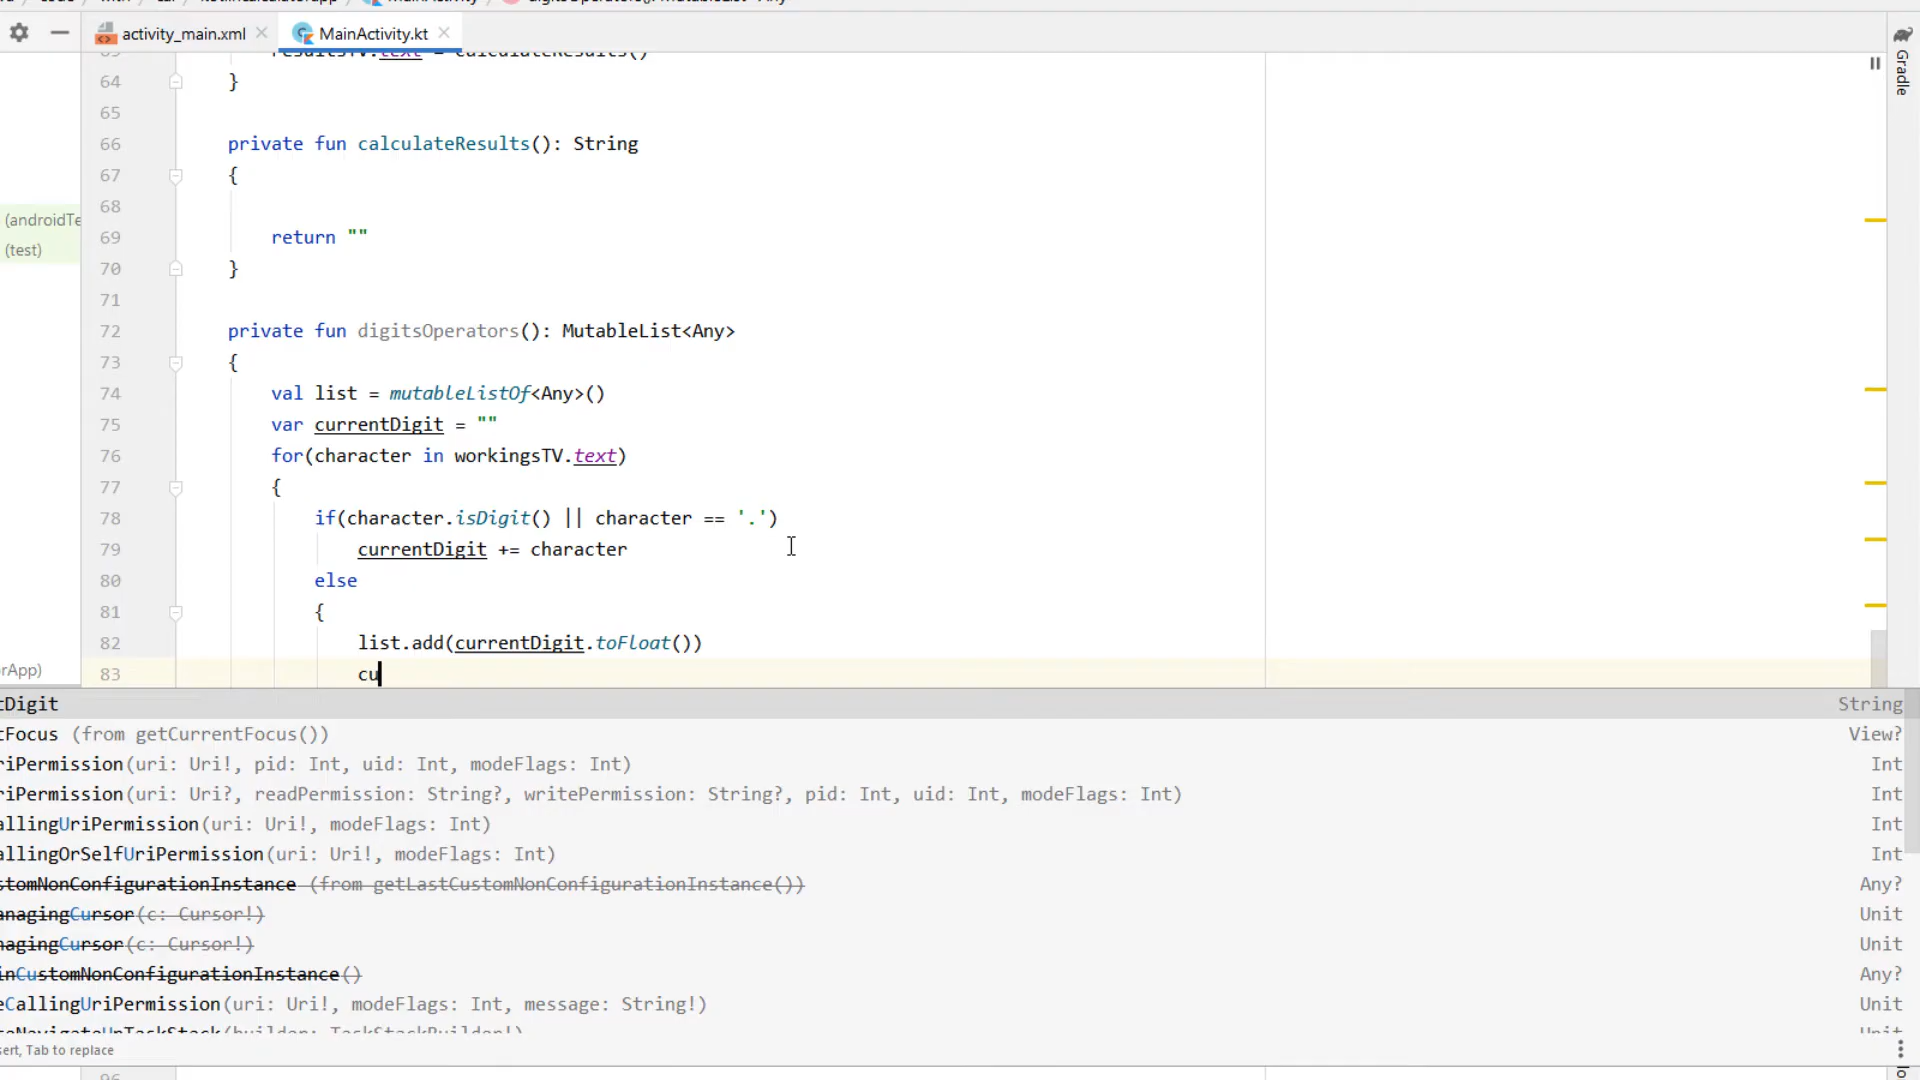 activity_main.xml
MainActivity.kt
Gradle
64 }
65
66 private fun calculateResults(): String
67 {
68
69 return ""
70 }
71
72 private fun digitsOperators(): MutableList<Any>
73 {
74 val list = mutableListOf<Any>()
75 var currentDigit = ""
76 for(character in workingsTV.text)
77 {
78 if(character.isDigit() || character == '.')
79 currentDigit += character
80 else
81 {
82 list.add(currentDigit.toFloat())
83 cu
(androidTe
(test)
rApp)
tDigit String
tFocus (from getCurrentFocus()) View?
riPermission(uri: Uri!, pid: Int, uid: Int, modeFlags: Int) Int
riPermission(uri: Uri?, readPermission: String?, writePermission: String?, pid: Int, uid: Int, modeFlags: Int) Int
allingUriPermission(uri: Uri!, modeFlags: Int) Int
allingOrSelfUriPermission(uri: Uri!, modeFlags: Int) Int
stomNonConfigurationInstance (from getLastCustomNonConfigurationInstance()) Any?
anagingCursor(c: Cursor!) Unit
nagingCursor(c: Cursor!) Unit
inCustomNonConfigurationInstance() Any?
eCallingUriPermission(uri: Uri!, modeFlags: Int, message: String!) Unit
ert, Tab to replace